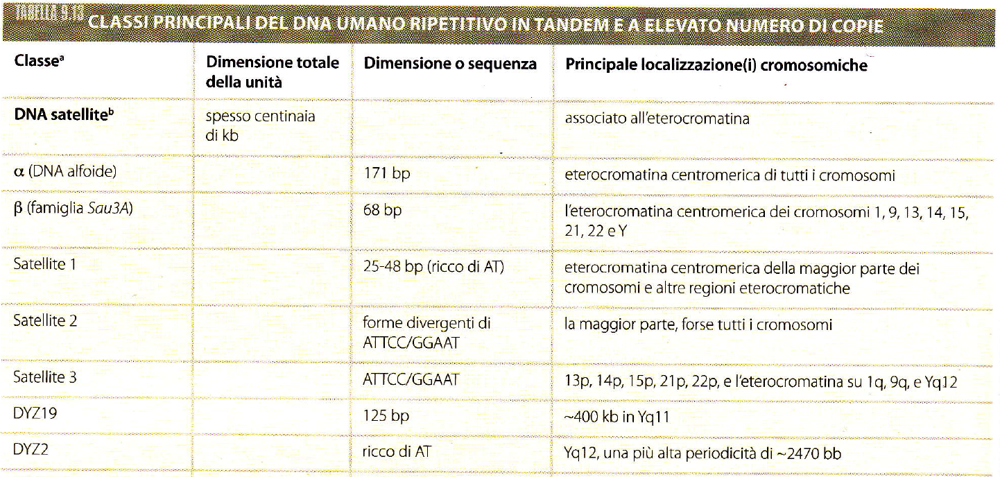 TABELLA 9.13 CLASSI PRINCIPALI DEL DNA UMANO RIPETITIVO IN TANDEM E A ELEVATO NUMERO DI COPIE
Classeª Dimensione totale Dimensione o sequenza Principale localizzazione(i) cromosomiche
della unità
DNA satelliteᵇ spesso centinaia associato all'eterocromatina
di kb
α (DNA alfoide) 171 bp eterocromatina centromerica di tutti i cromosomi
β (famiglia Sau3A) 68 bp l'eterocromatina centromerica dei cromosomi 1, 9, 13, 14, 15,
21, 22 e Y
Satellite 1 25-48 bp (ricco di AT) eterocromatina centromerica della maggior parte dei
cromosomi e altre regioni eterocromatiche
Satellite 2 forme divergenti di la maggior parte, forse tutti i cromosomi
ATTCC/GGAAT
Satellite 3 ATTCC/GGAAT 13p, 14p, 15p, 21p, 22p, e l'eterocromatina su 1q, 9q, e Yq12
DYZ19 125 bp ~400 kb in Yq11
DYZ2 ricco di AT Yq12, una più alta periodicità di ~2470 bb